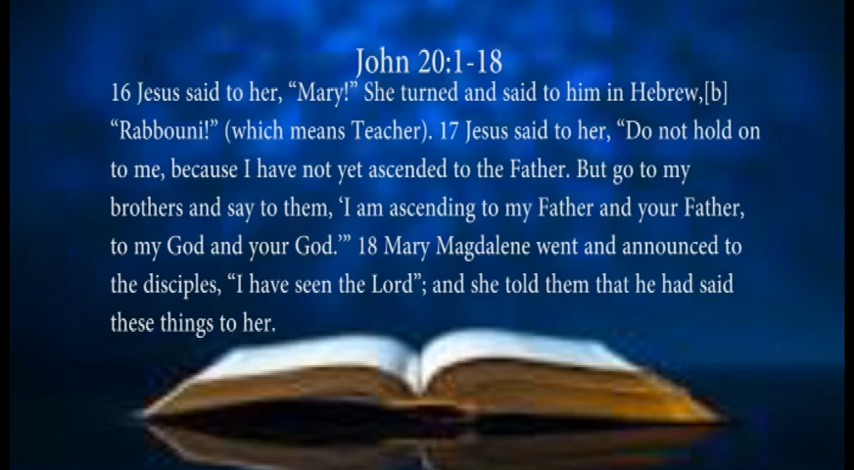 John 20:1-18
16 Jesus said to her, “Mary!” She turned and said to him in Hebrew,[b]
“Rabbouni!” (which means Teacher). 17 Jesus said to her, “Do not hold on
to me, because I have not yet ascended to the Father. But go to my
brothers and say to them, ‘I am ascending to my Father and your Father,
to my God and your God.’” 18 Mary Magdalene went and announced to
the disciples, “I have seen the Lord”; and she told them that he had said
these things to her.